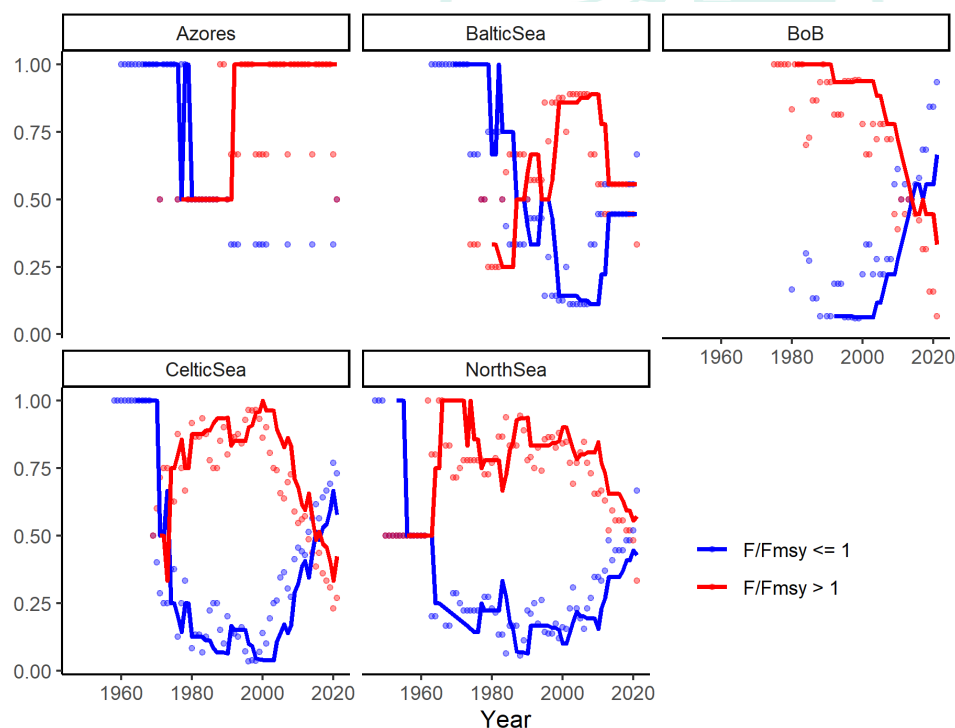 Azores
BalticSea
BoB
1.00
0.75
0.50
0.25
0.00
1960 1980 2000 2020
CelticSea
NorthSea
1.00
0.75
0.50
0.25
0.00
1960 1980 2000 2020
1960 1980 2000 2020
Year
F/Fmsy <= 1
F/Fmsy > 1